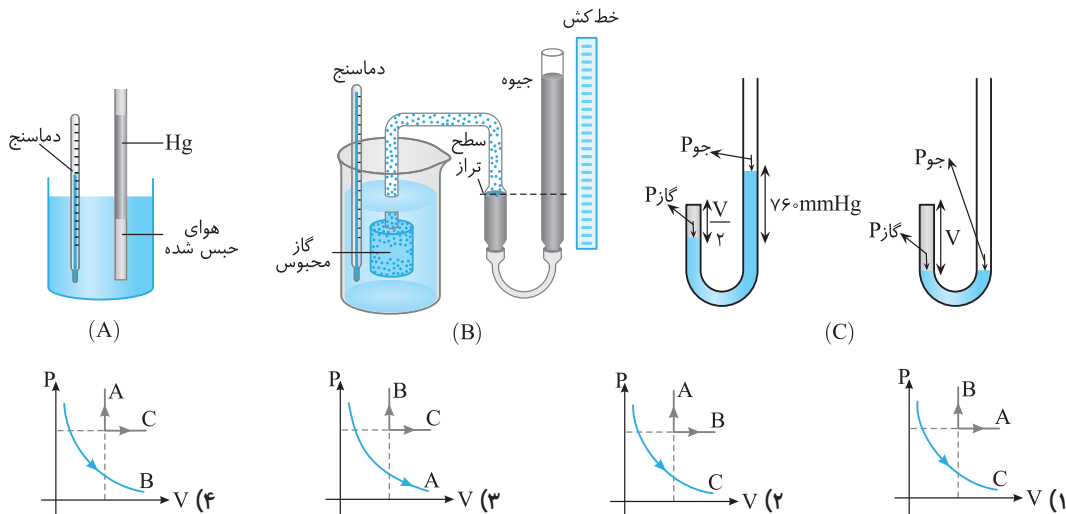 دماسنج
Hg
هوای
حبس شده
(A)
دماسنج
گاز
محبوس
سطح
تراز
جیوه
خط کش
(B)
Pجو
Pگاز
V
۲
۷۶۰mmHg
Pجو
Pگاز
V
(C)
P
B
A
C
V (۱
P
A
B
C
V (۲
P
B
C
A
V (۳
P
A
C
B
V (۴